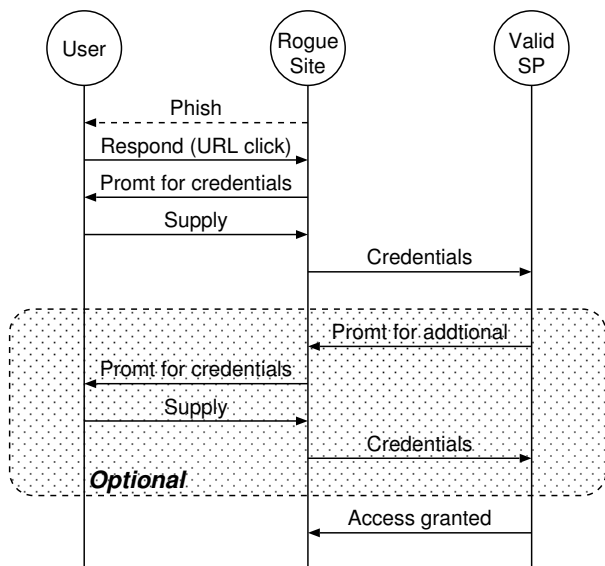 User
Rogue
Site
Valid
SP
Phish
Respond (URL click)
Promt for credentials
Supply
Credentials
Promt for addtional
Promt for credentials
Supply
Credentials
Optional
Access granted